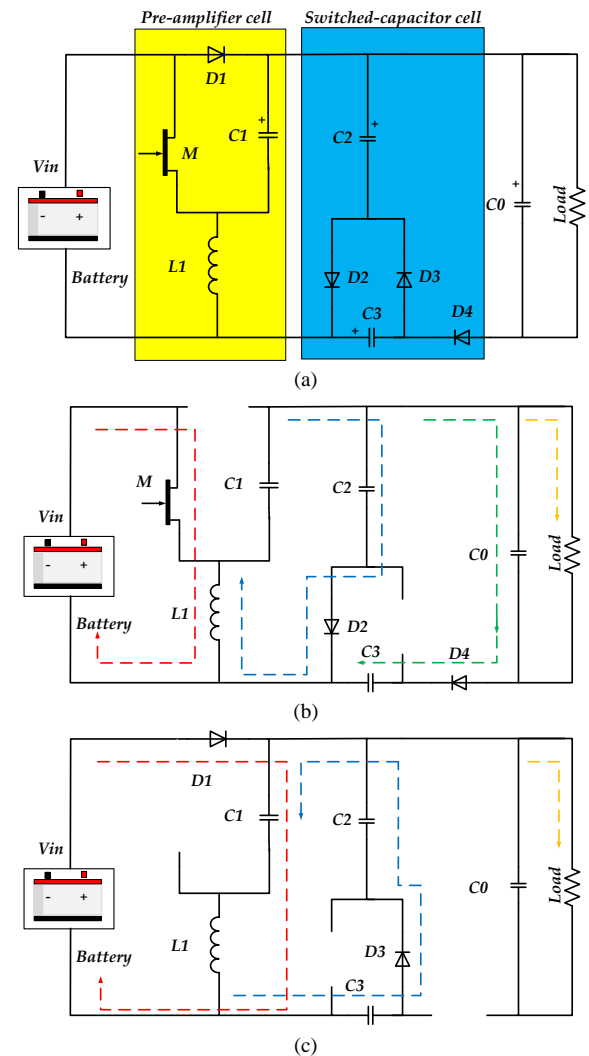 Pre-amplifier cell Switched-capacitor cell
D1
+
C1
+
C2
M
Vin
+
C0
Load
- +
L1
Battery
D2 D3
D4
C3
+
(a)
M
C1
C2
Vin
C0
Load
- +
L1
Battery
D2
D4
C3
(b)
D1
C1
C2
Vin
C0
Load
- +
L1
Battery
D3
C3
(c)